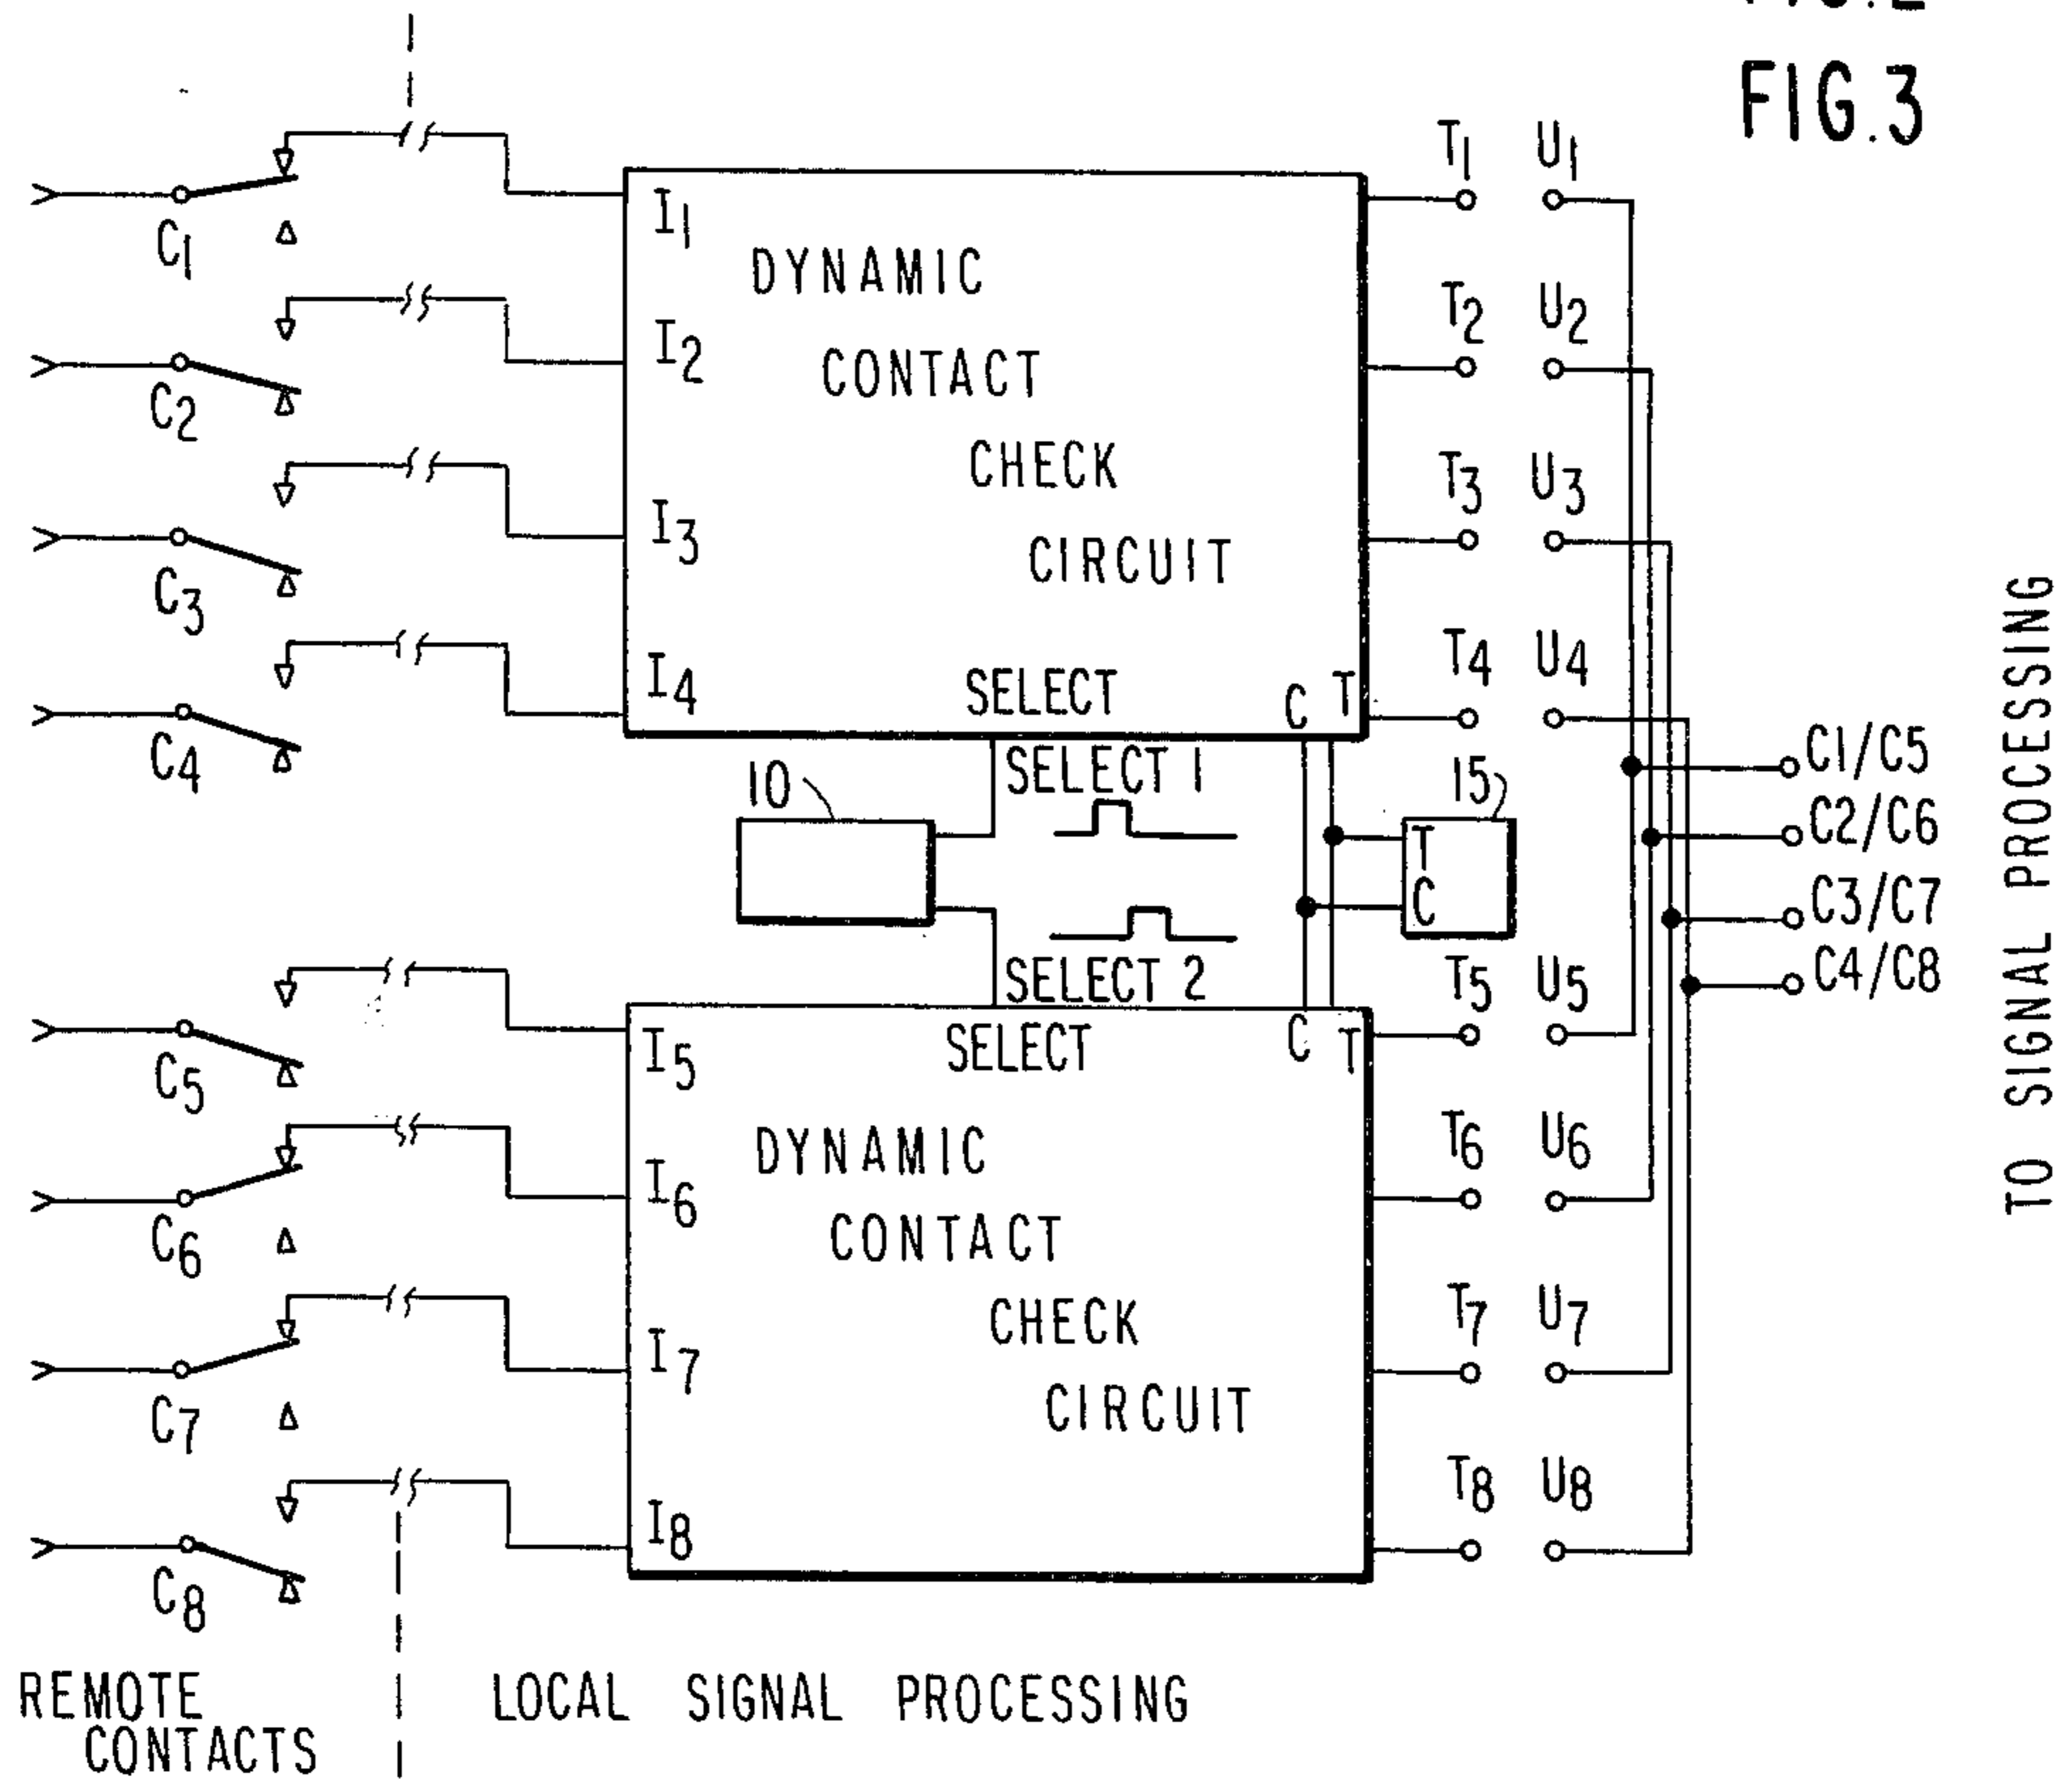 FIG.2
FIG.3
C1
I1
T1
U1
DYNAMIC
CONTACT
CHECK
CIRCUIT
C2
I2
T2
U2
C3
I3
T3
U3
C4
I4
T4
U4
SELECT
C
T
SELECT 1
10
15
T
C
C1/C5
C2/C6
C3/C7
C4/C8
TO SIGNAL PROCESSING
SELECT 2
SELECT
C
T
C5
I5
T5
U5
DYNAMIC
CONTACT
CHECK
CIRCUIT
C6
I6
T6
U6
C7
I7
T7
U7
C8
I8
T8
U8
REMOTE
CONTACTS
LOCAL SIGNAL PROCESSING